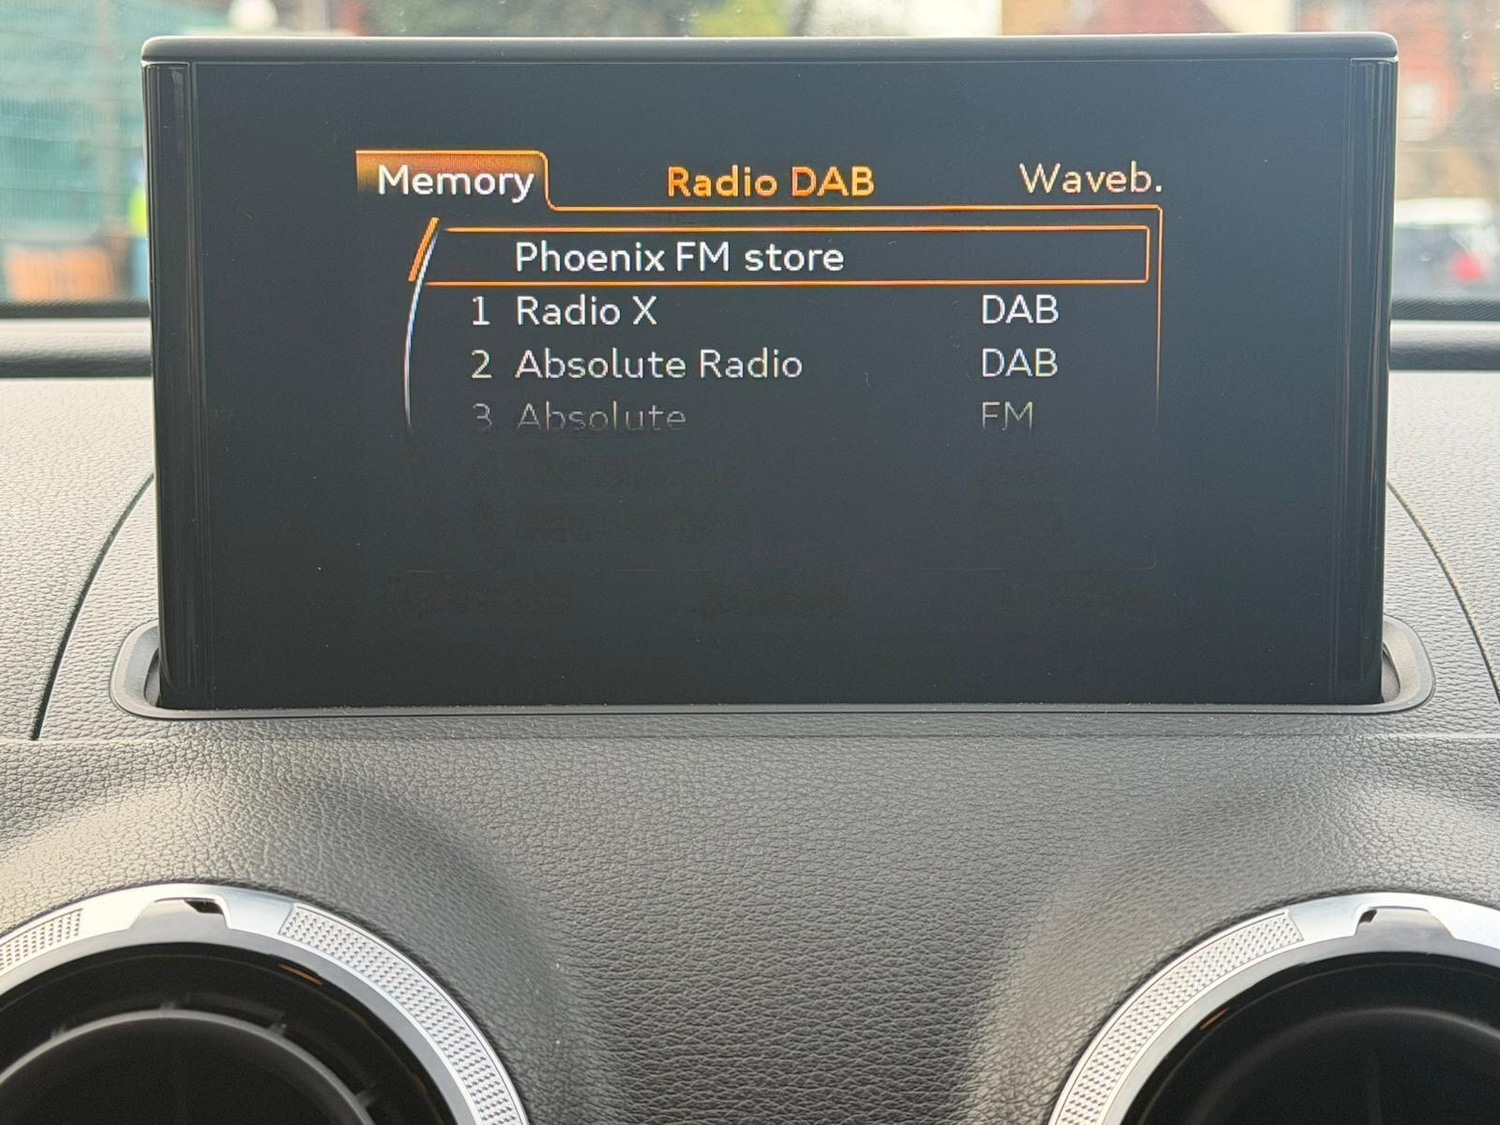 Memory Radio DAB Waveb.
Phoenix FM store
1 Radio X DAB
2 Absolute Radio DAB
3 Absolute FM